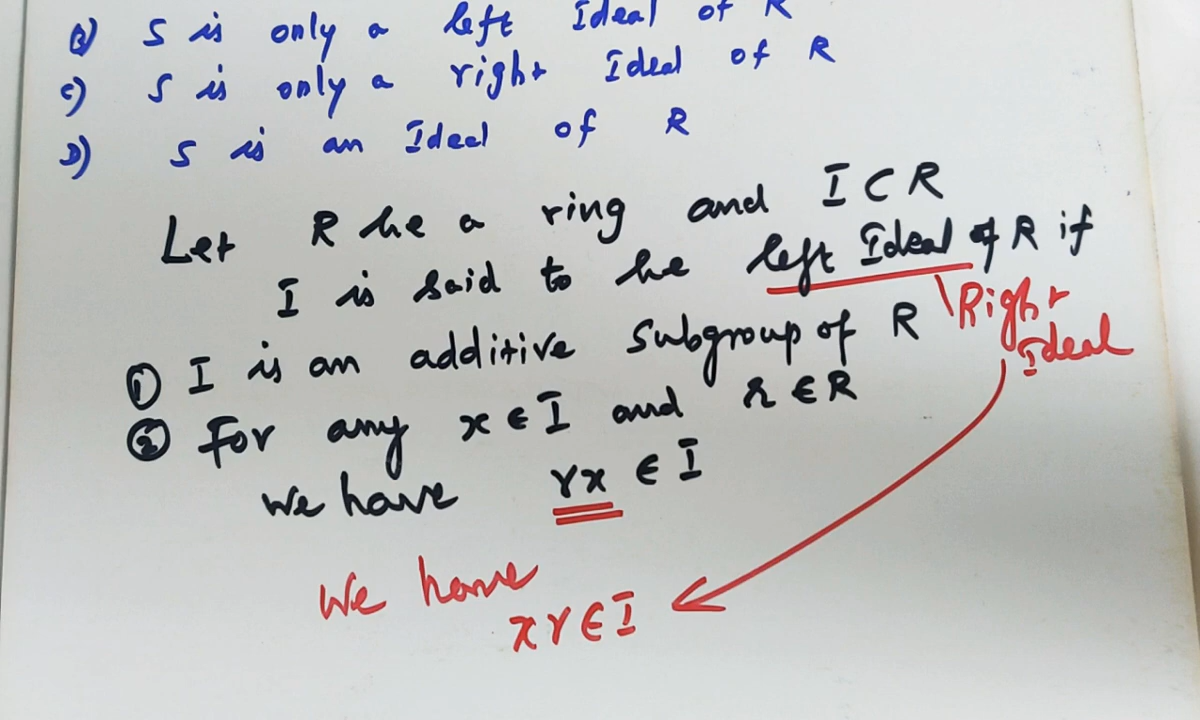 B) S is only a left Ideal of R
C) S is only a right Ideal of R
D) S is an Ideal of R
Let R be a ring and I ⊂ R
I is said to be left Ideal of R if
Right
Ideal
① I is an additive Subgroup of R
② For any x ∈ I and r ∈ R
We have rx ∈ I
We have
xr ∈ I